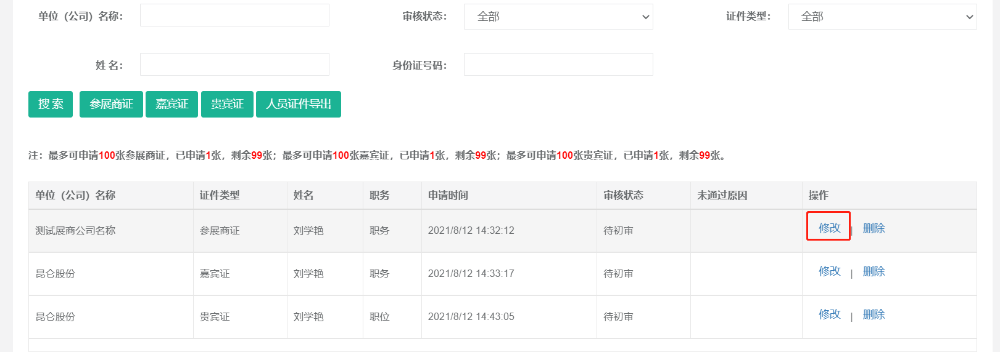 单位（公司）名称： 审核状态： 全部 证件类型： 全部
姓 名： 身份证号码：
搜 索 参展商证 嘉宾证 贵宾证 人员证件导出
注：最多可申请100张参展商证，已申请1张，剩余99张；最多可申请100张嘉宾证，已申请1张，剩余99张；最多可申请100张贵宾证，已申请1张，剩余99张。
单位（公司）名称 证件类型 姓名 职务 申请时间 审核状态 未通过原因 操作
测试展商公司名称 参展商证 刘学艳 职务 2021/8/12 14:32:12 待初审 修改 | 删除
昆仑股份 嘉宾证 刘学艳 职务 2021/8/12 14:33:17 待初审 修改 | 删除
昆仑股份 贵宾证 刘学艳 职位 2021/8/12 14:43:05 待初审 修改 | 删除